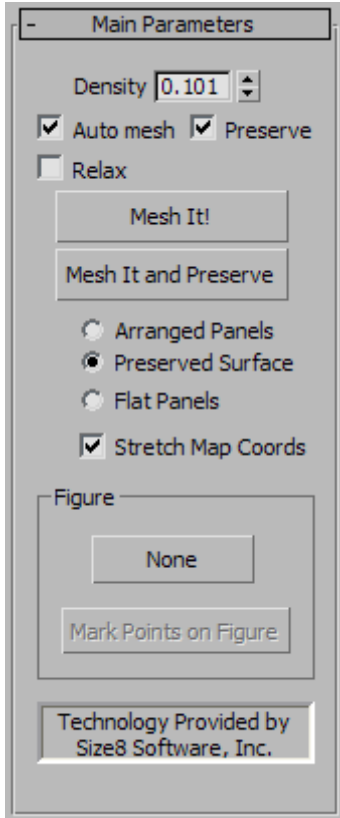 - Main Parameters
Density 0.101
Auto mesh Preserve
Relax
Mesh It!
Mesh It and Preserve
Arranged Panels
Preserved Surface
Flat Panels
Stretch Map Coords
Figure
None
Mark Points on Figure
Technology Provided by
Size8 Software, Inc.